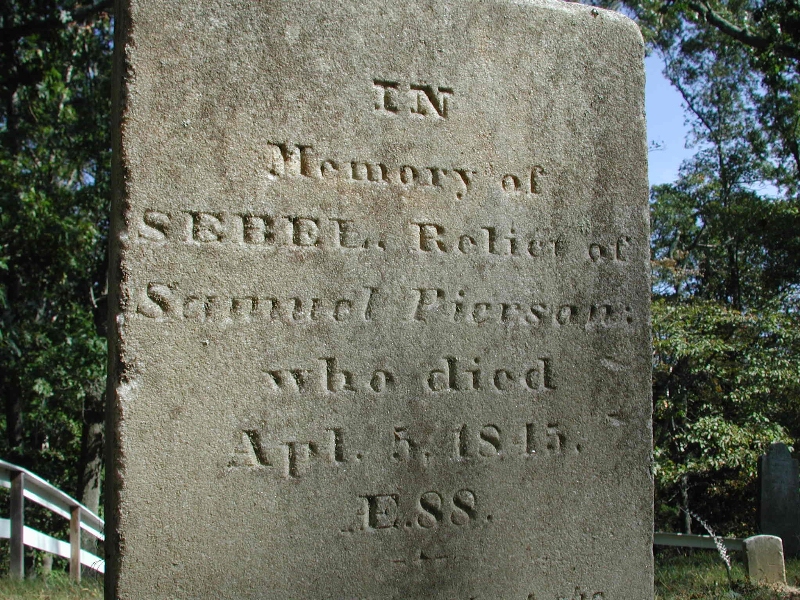 IN
Memory of
SEBEL, Relict of
Samuel Pierson:
who died
Apl. 5, 1845.
Æ.88.